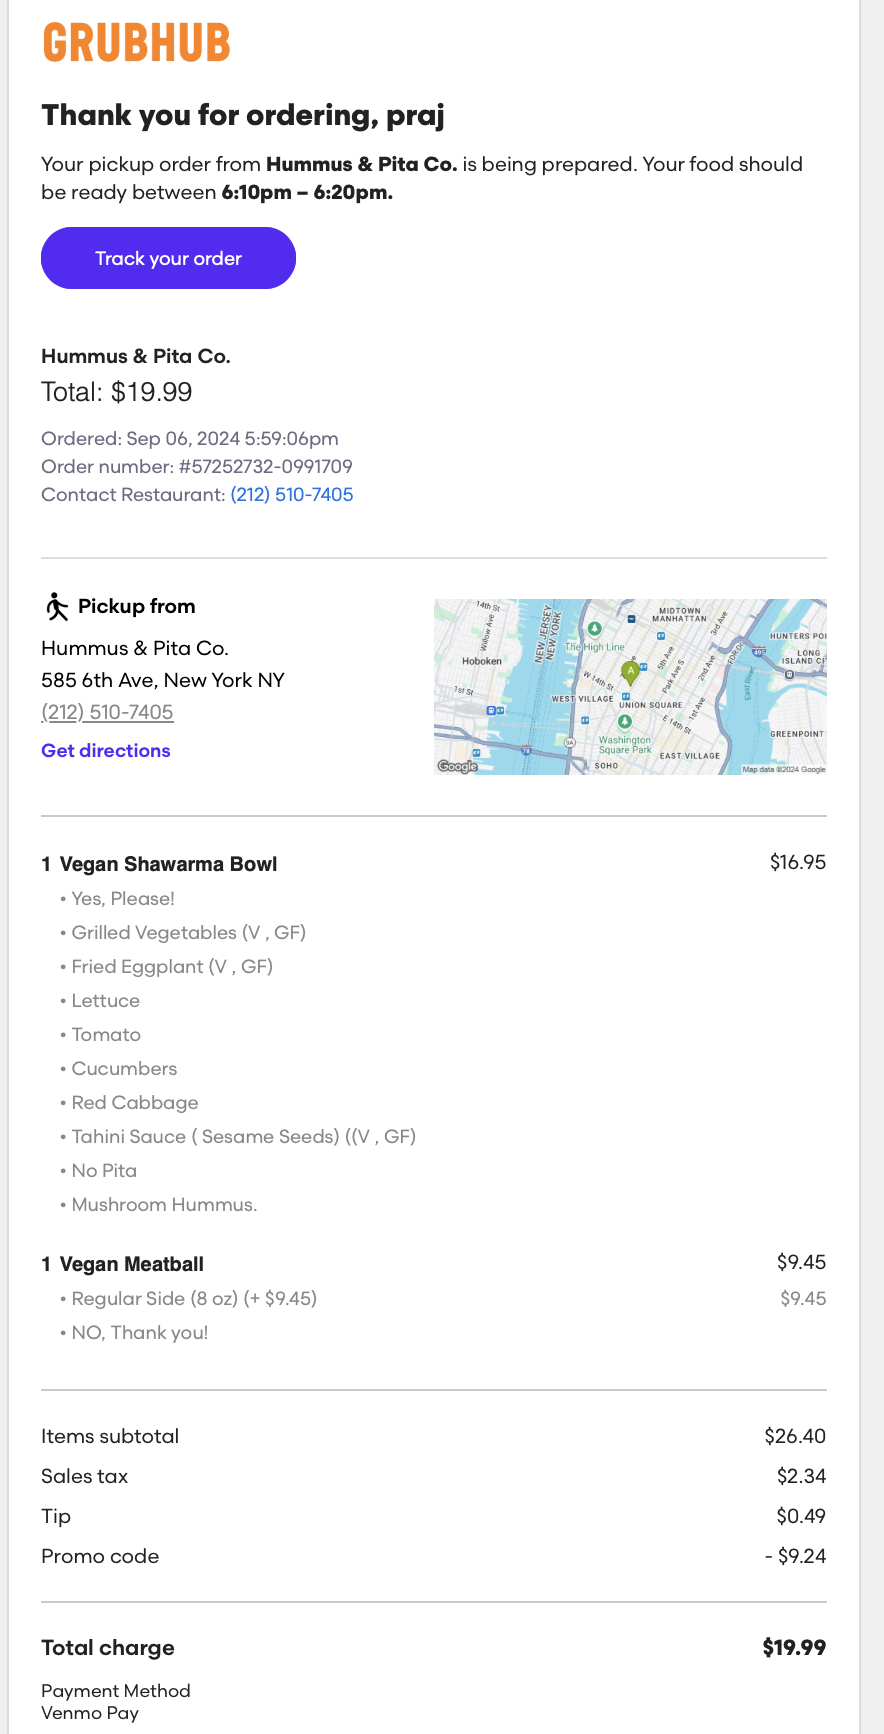 GRUBHUB
Thank you for ordering, praj
Your pickup order from Hummus & Pita Co. is being prepared. Your food should
be ready between 6:10pm – 6:20pm.
Track your order
Hummus & Pita Co.
Total: $19.99
Ordered: Sep 06, 2024 5:59:06pm
Order number: #57252732-0991709
Contact Restaurant: (212) 510-7405
Pickup from
Hummus & Pita Co.
585 6th Ave, New York NY
(212) 510-7405
Get directions
14th St
Willow Ave
NEW JERSEY
NEW YORK
MIDTOWN
MANHATTAN
3rd Ave
The High Line
HUNTERS POI
Hoboken
5th Ave
FDR Dr
495
LONG
ISLAND CI
A
W 14th St
Park Ave S
2nd Ave
1st St
WEST VILLAGE
UNION SQUARE
1st Ave
East River
E 14th St
9A
78
Washington
Square Park
GREENPOINT
EAST VILLAGE
SOHO
Google
Map data ©2024 Google
1 Vegan Shawarma Bowl $16.95
• Yes, Please!
• Grilled Vegetables (V , GF)
• Fried Eggplant (V , GF)
• Lettuce
• Tomato
• Cucumbers
• Red Cabbage
• Tahini Sauce ( Sesame Seeds) ((V , GF)
• No Pita
• Mushroom Hummus.
1 Vegan Meatball $9.45
• Regular Side (8 oz) (+ $9.45) $9.45
• NO, Thank you!
Items subtotal $26.40
Sales tax $2.34
Tip $0.49
Promo code - $9.24
Total charge $19.99
Payment Method
Venmo Pay